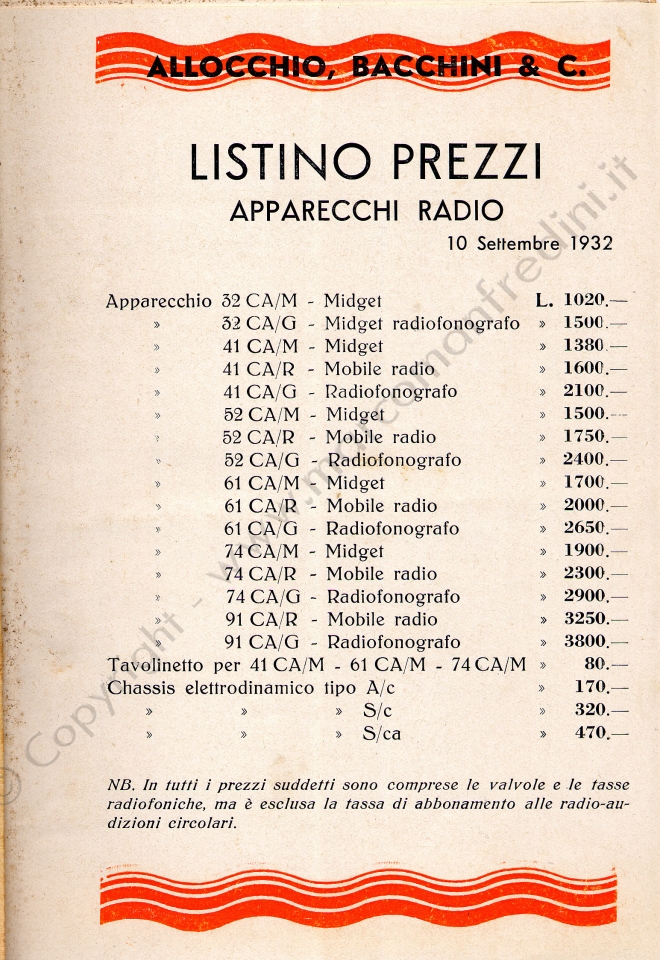 ALLOCCHIO, BACCHINI & C.
LISTINO PREZZI
APPARECCHI RADIO
10 Settembre 1932
Apparecchio 32 CA/M - Midget L. 1020.—
» 32 CA/G - Midget radiofonografo » 1500.—
» 41 CA/M - Midget » 1380.—
» 41 CA/R - Mobile radio » 1600.—
» 41 CA/G - Radiofonografo » 2100.—
» 52 CA/M - Midget » 1500.—
» 52 CA/R - Mobile radio » 1750.—
» 52 CA/G - Radiofonografo » 2400.—
» 61 CA/M - Midget » 1700.—
» 61 CA/R - Mobile radio » 2000.—
» 61 CA/G - Radiofonografo » 2650.—
» 74 CA/M - Midget » 1900.—
» 74 CA/R - Mobile radio » 2300.—
» 74 CA/G - Radiofonografo » 2900.—
» 91 CA/R - Mobile radio » 3250.—
» 91 CA/G - Radiofonografo » 3800.—
Tavolinetto per 41 CA/M - 61 CA/M - 74 CA/M » 80.—
Chassis elettrodinamico tipo A/c » 170.—
» » » S/c » 320.—
» » » S/ca » 470.—
NB. In tutti i prezzi suddetti sono comprese le valvole e le tasse
radiofoniche, ma è esclusa la tassa di abbonamento alle radio-au-
dizioni circolari.
© Copyright - www.marcomanfredini.it